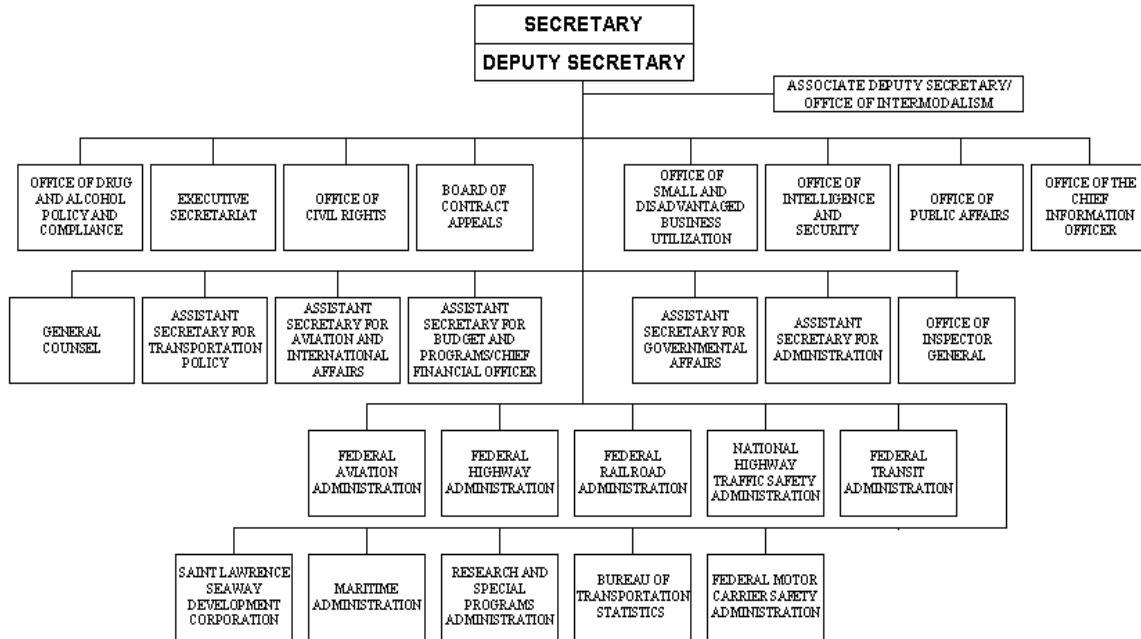 SECRETARY
DEPUTY SECRETARY
ASSOCIATE DEPUTY SECRETARY/
OFFICE OF INTERMODALISM
OFFICE OF DRUG
AND ALCOHOL
POLICY AND
COMPLIANCE
EXECUTIVE
SECRETARIAT
OFFICE OF
CIVIL RIGHTS
BOARD OF
CONTRACT
APPEALS
OFFICE OF
SMALL AND
DISADVANTAGED
BUSINESS
UTILIZATION
OFFICE OF
INTELLIGENCE
AND
SECURITY
OFFICE OF
PUBLIC AFFAIRS
OFFICE OF THE
CHIEF
INFORMATION
OFFICER
GENERAL
COUNSEL
ASSISTANT
SECRETARY FOR
TRANSPORTATION
POLICY
ASSISTANT
SECRETARY FOR
AVIATION AND
INTERNATIONAL
AFFAIRS
ASSISTANT
SECRETARY FOR
BUDGET AND
PROGRAMS/CHIEF
FINANCIAL OFFICER
ASSISTANT
SECRETARY FOR
GOVERNMENTAL
AFFAIRS
ASSISTANT
SECRETARY FOR
ADMINISTRATION
OFFICE OF
INSPECTOR
GENERAL
FEDERAL
AVIATION
ADMINISTRATION
FEDERAL
HIGHWAY
ADMINISTRATION
FEDERAL
RAILROAD
ADMINISTRATION
NATIONAL
HIGHWAY
TRAFFIC SAFETY
ADMINISTRATION
FEDERAL
TRANSIT
ADMINISTRATION
SAINT LAWRENCE
SEAWAY
DEVELOPMENT
CORPORATION
MARITIME
ADMINISTRATION
RESEARCH AND
SPECIAL
PROGRAMS
ADMINISTRATION
BUREAU OF
TRANSPORTATION
STATISTICS
FEDERAL MOTOR
CARRIER SAFETY
ADMINISTRATION